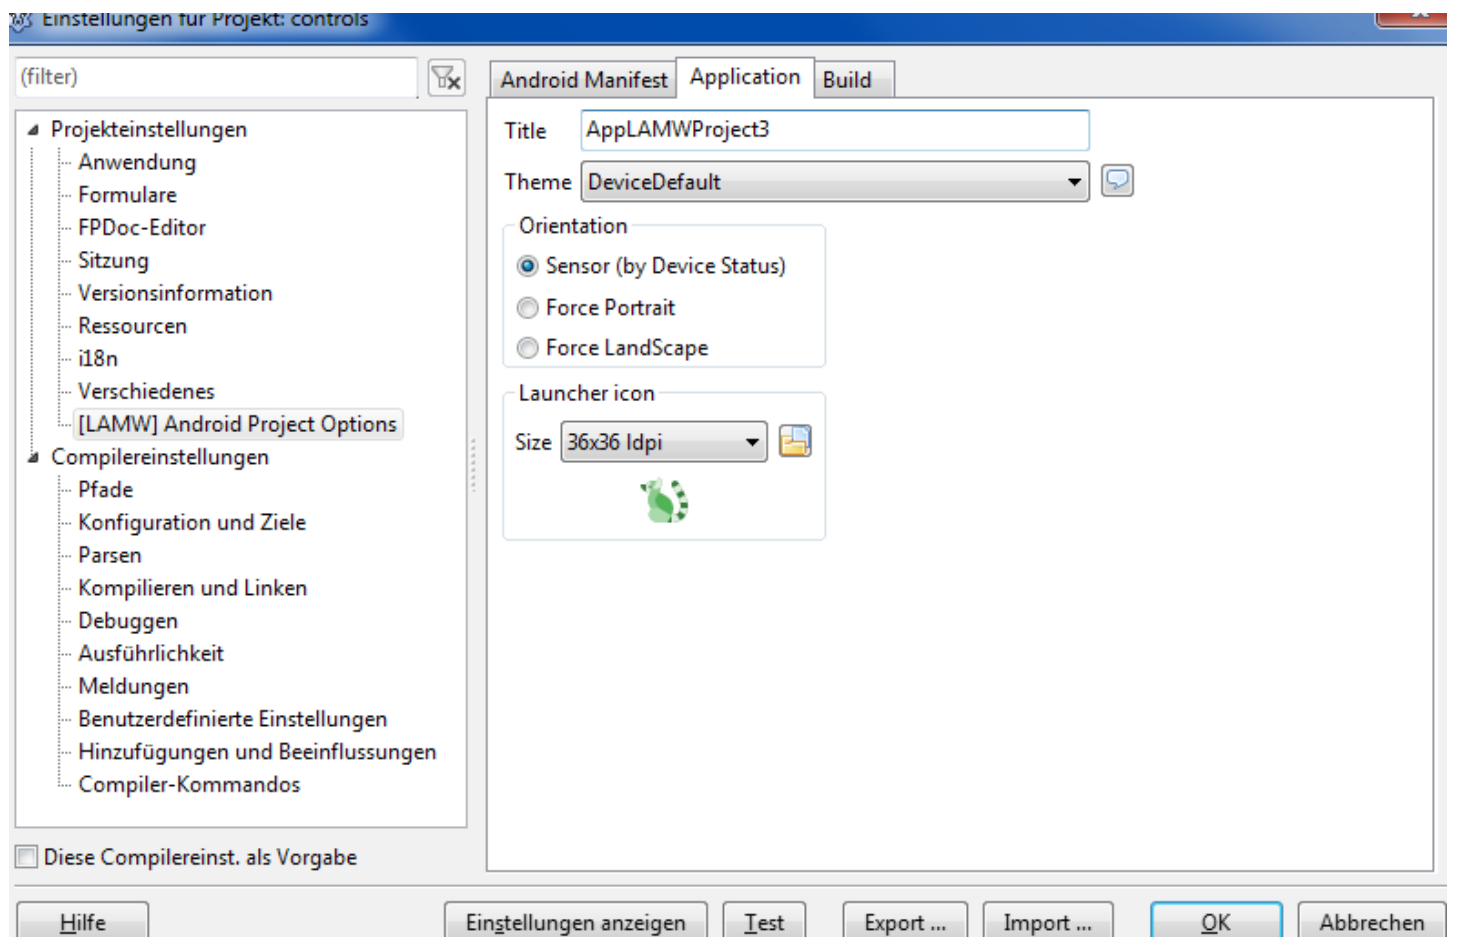 Einstellungen für Projekt: controls
(filter)
Projekteinstellungen
Anwendung
Formulare
FPDoc-Editor
Sitzung
Versionsinformation
Ressourcen
i18n
Verschiedenes
[LAMW] Android Project Options
Compilereinstellungen
Pfade
Konfiguration und Ziele
Parsen
Kompilieren und Linken
Debuggen
Ausführlichkeit
Meldungen
Benutzerdefinierte Einstellungen
Hinzufügungen und Beeinflussungen
Compiler-Kommandos
Diese Compilereinst. als Vorgabe
Android Manifest Application Build
Title AppLAMWProject3
Theme DeviceDefault
Orientation
Sensor (by Device Status)
Force Portrait
Force LandScape
Launcher icon
Size 36x36 ldpi
Hilfe Einstellungen anzeigen Test Export ... Import ... OK Abbrechen